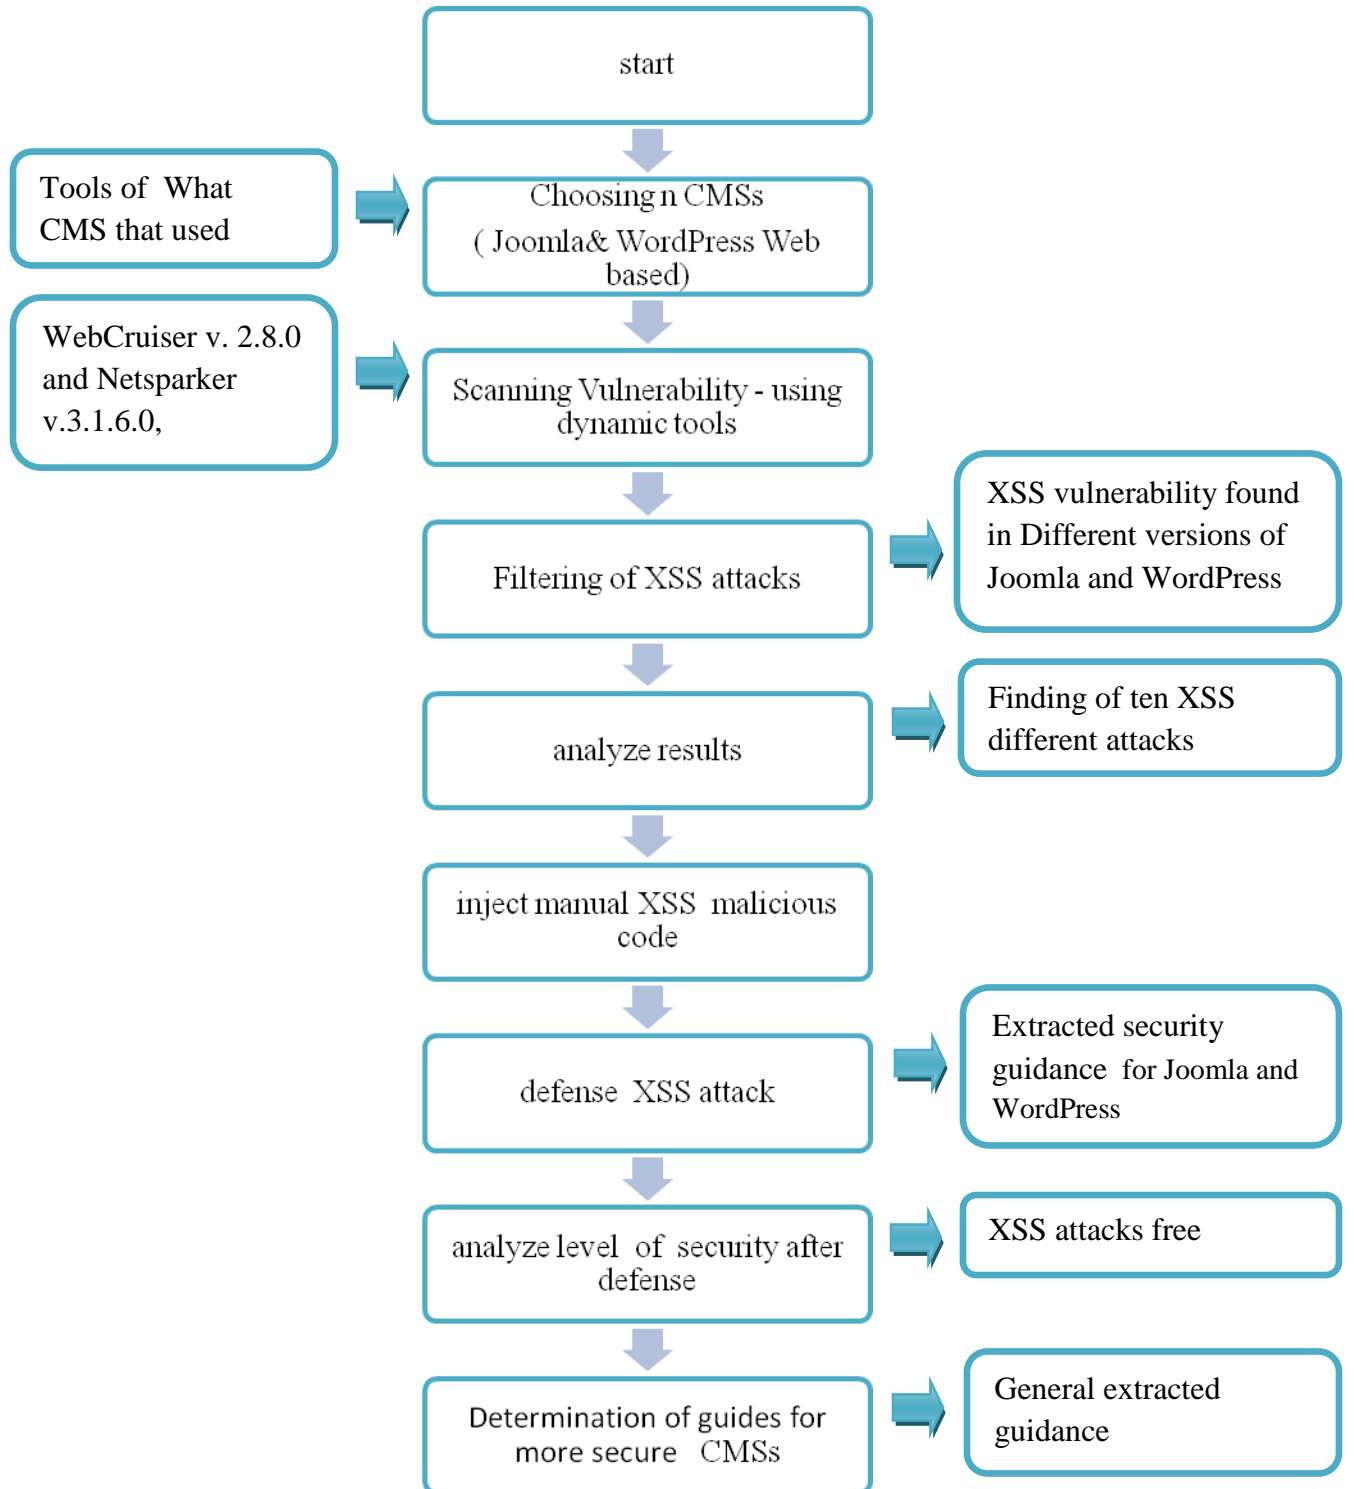 start
Tools of What
CMS that used
Choosing n CMSs
( Joomla& WordPress Web
based)
WebCruiser v. 2.8.0
and Netsparker
v.3.1.6.0,
Scanning Vulnerability - using
dynamic tools
Filtering of XSS attacks
XSS vulnerability found
in Different versions of
Joomla and WordPress
analyze results
Finding of ten XSS
different attacks
inject manual XSS malicious
code
defense XSS attack
Extracted security
guidance for Joomla and
WordPress
analyze level of security after
defense
XSS attacks free
Determination of guides for
more secure CMSs
General extracted
guidance